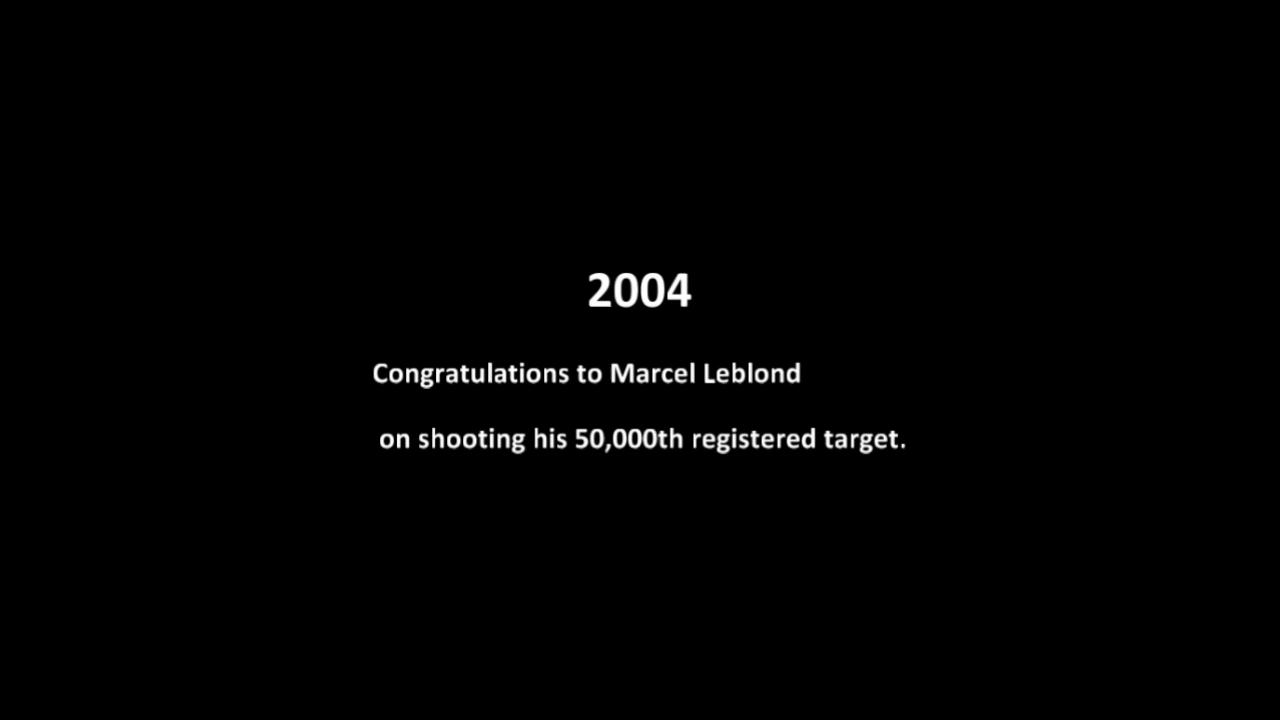 2004
Congratulations to Marcel Leblond
on shooting his 50,000th registered target.